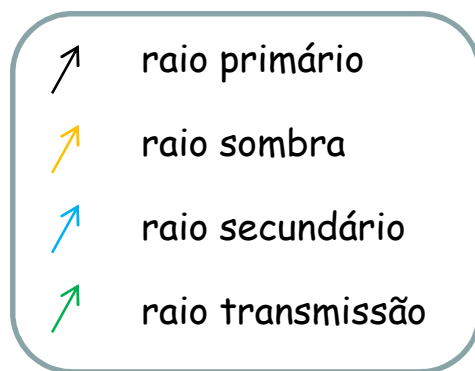 raio primário
raio sombra
raio secundário
raio transmissão